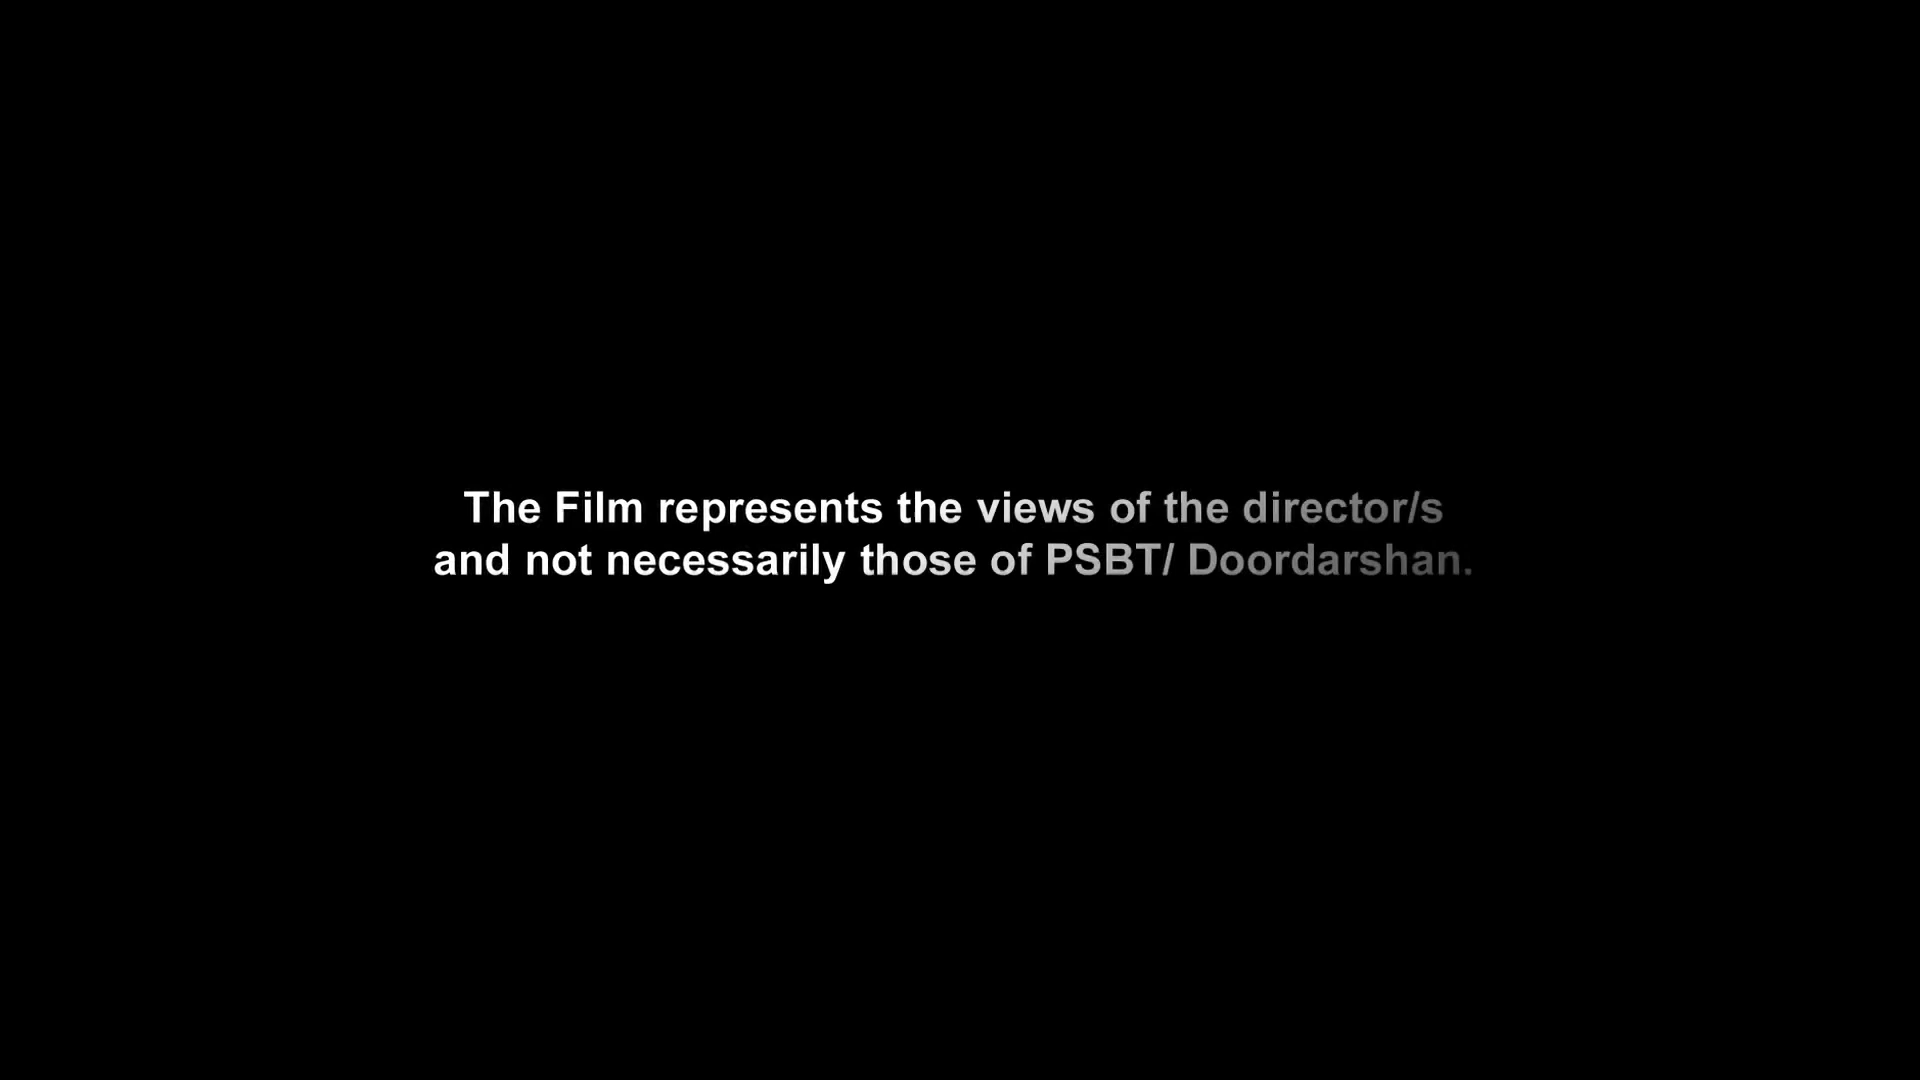 The Film represents the views of the director/s
and not necessarily those of PSBT/ Doordarshan.